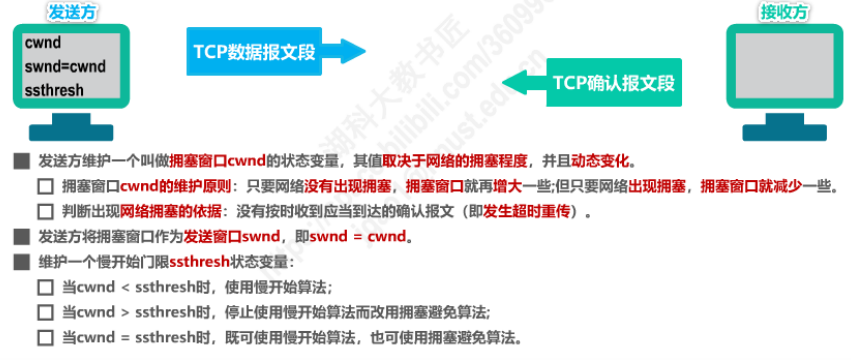 发送方
接收方
cwnd
swnd=cwnd
ssthresh
TCP数据报文段
TCP确认报文段
发送方维护一个叫做拥塞窗口cwnd的状态变量，其值取决于网络的拥塞程度，并且动态变化。
拥塞窗口cwnd的维护原则：只要网络没有出现拥塞，拥塞窗口就再增大一些;但只要网络出现拥塞，拥塞窗口就减少一些。
判断出现网络拥塞的依据：没有按时收到应当到达的确认报文（即发生超时重传）。
发送方将拥塞窗口作为发送窗口swnd，即swnd = cwnd。
维护一个慢开始门限ssthresh状态变量：
当cwnd < ssthresh时，使用慢开始算法；
当cwnd > ssthresh时，停止使用慢开始算法而改用拥塞避免算法；
当cwnd = ssthresh时，既可使用慢开始算法，也可使用拥塞避免算法。